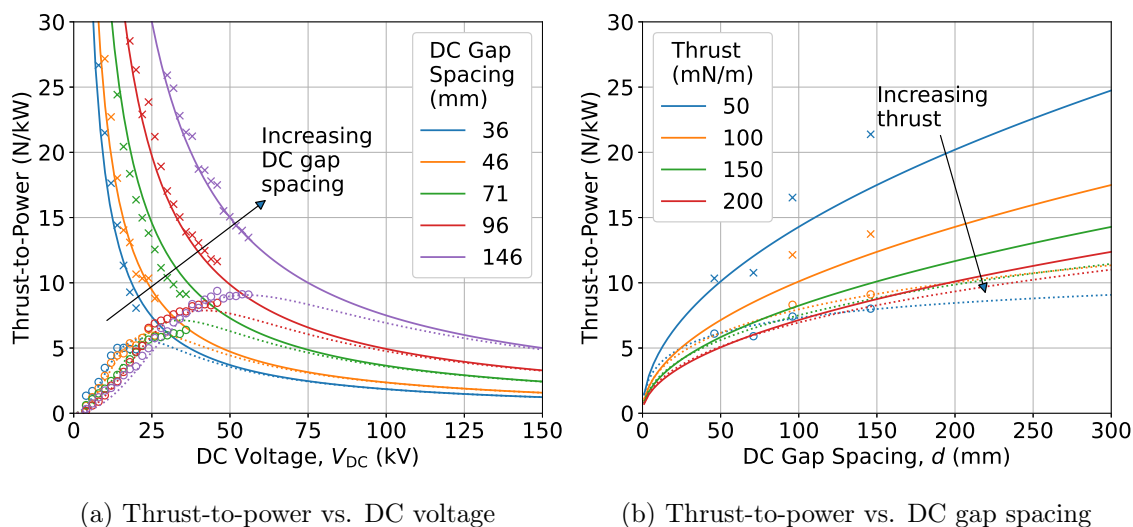 30
25
20
15
10
5
0
Thrust-to-Power (N/kW)
DC Gap
Spacing
(mm)
36
46
71
96
146
Increasing
DC gap
spacing
0 25 50 75 100 125 150
DC Voltage, V_DC (kV)
(a) Thrust-to-power vs. DC voltage
30
25
20
15
10
5
0
Thrust-to-Power (N/kW)
Thrust
(mN/m)
50
100
150
200
Increasing
thrust
0 50 100 150 200 250 300
DC Gap Spacing, d (mm)
(b) Thrust-to-power vs. DC gap spacing